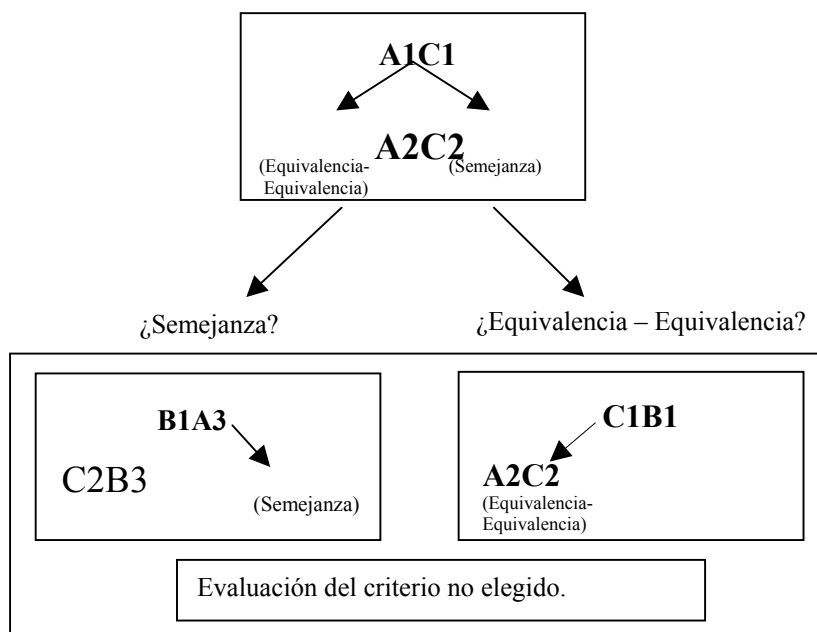 A1C1
A2C2
(Equivalencia-
Equivalencia)
(Semejanza)
¿Semejanza?
¿Equivalencia – Equivalencia?
B1A3
C2B3
(Semejanza)
C1B1
A2C2
(Equivalencia-
Equivalencia)
Evaluación del criterio no elegido.